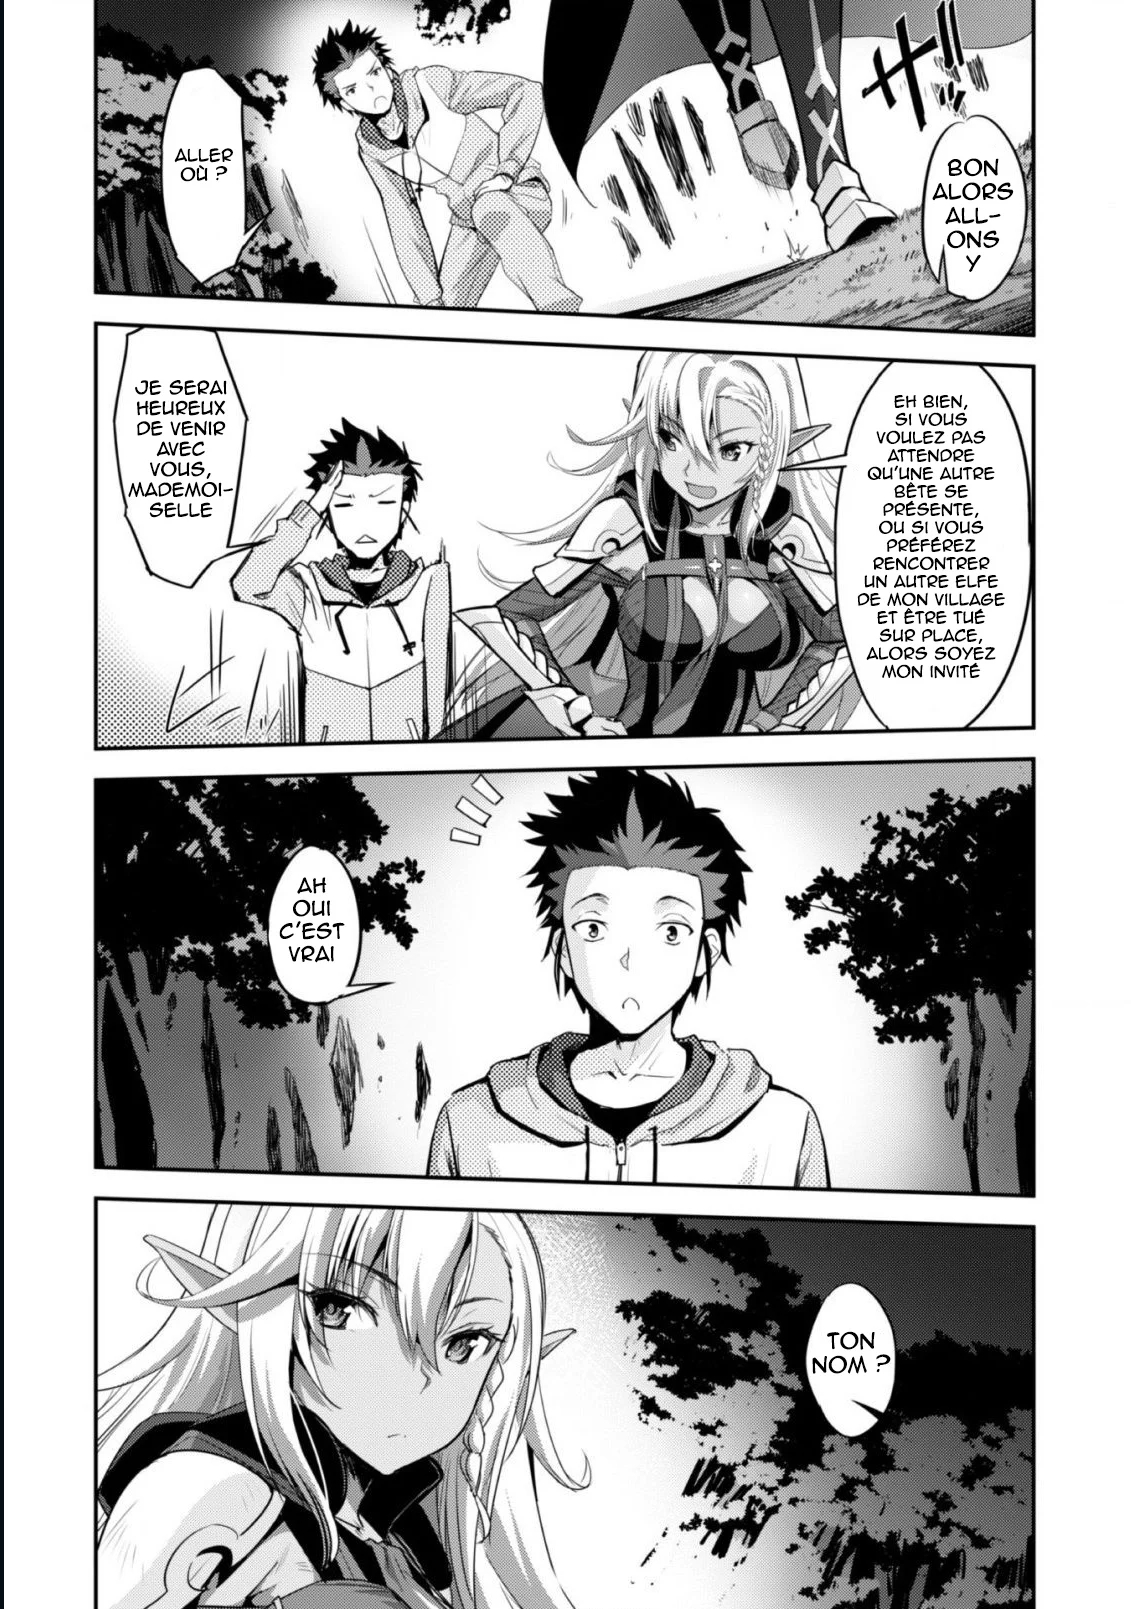 BON
ALORS
ALL-
ONS
Y
ALLER
OÙ ?
EH BIEN,
SI VOUS
VOULEZ PAS
ATTENDRE
QU'UNE AUTRE
BÊTE SE
PRÉSENTE,
OU SI VOUS
PRÉFÉREZ
RENCONTRER
UN AUTRE ELFE
DE MON VILLAGE
ET ÊTRE TUÉ
SUR PLACE,
ALORS SOYEZ
MON INVITÉ
JE SERAI
HEUREUX
DE VENIR
AVEC
VOUS,
MADEMOI-
SELLE
AH
OUI
C'EST
VRAI
TON
NOM ?